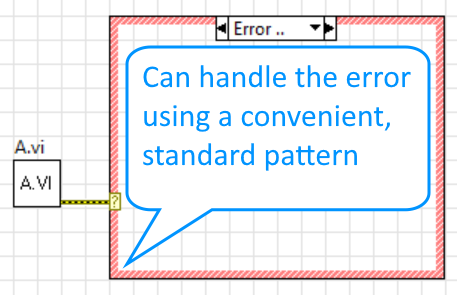 Error ..
Can handle the error
using a convenient,
standard pattern
A.vi
A.VI
?